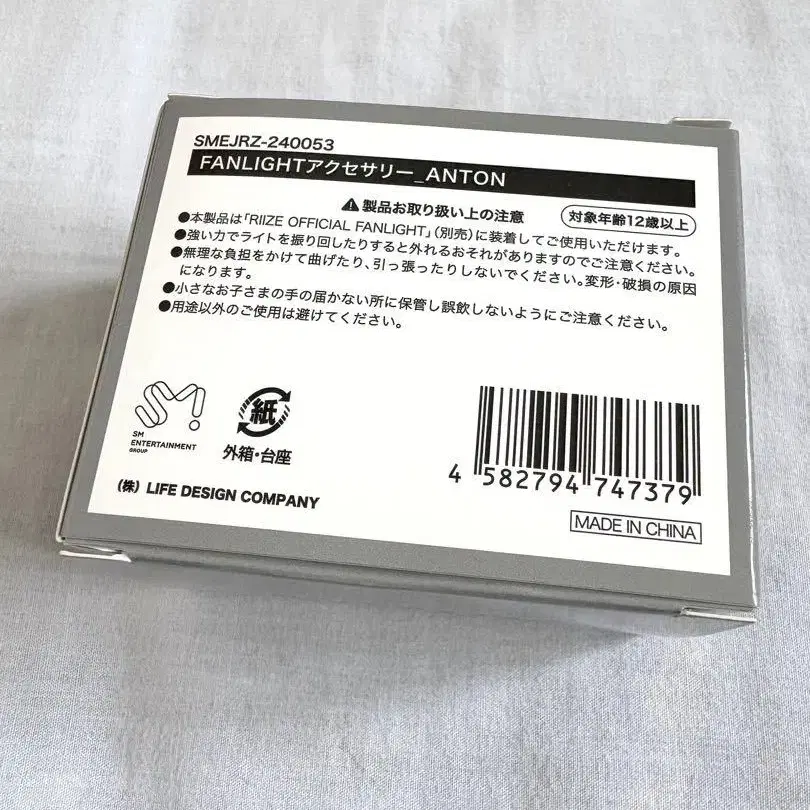 SMEJRZ-240053
FANLIGHTアクセサリー_ANTON
⚠製品お取り扱い上の注意
対象年齢12歳以上
●本製品は「RIIZE OFFICIAL FANLIGHT」(別売)に装着してご使用いただけます。
●強い力でライトを振り回したりすると外れるおそれがありますのでご注意ください。
●無理な負担をかけて曲げたり、引っ張ったりしないでください。変形・破損の原因
になります。
●小さなお子さまの手の届かない所に保管し誤飲しないようにご注意ください。
●用途以外のご使用は避けてください。
SM!
SM
ENTERTAINMENT
GROUP
紙
外箱・台座
(株) LIFE DESIGN COMPANY
4 582794 747379
MADE IN CHINA